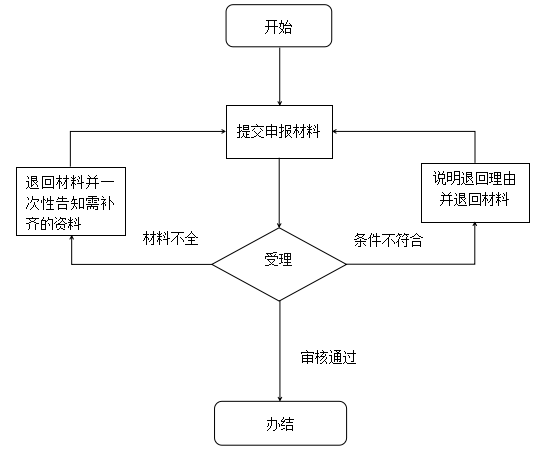 开始
提交申报材料
退回材料并一
次性告知需补
齐的资料
说明退回理由
并退回材料
材料不全
受理
条件不符合
审核通过
办结